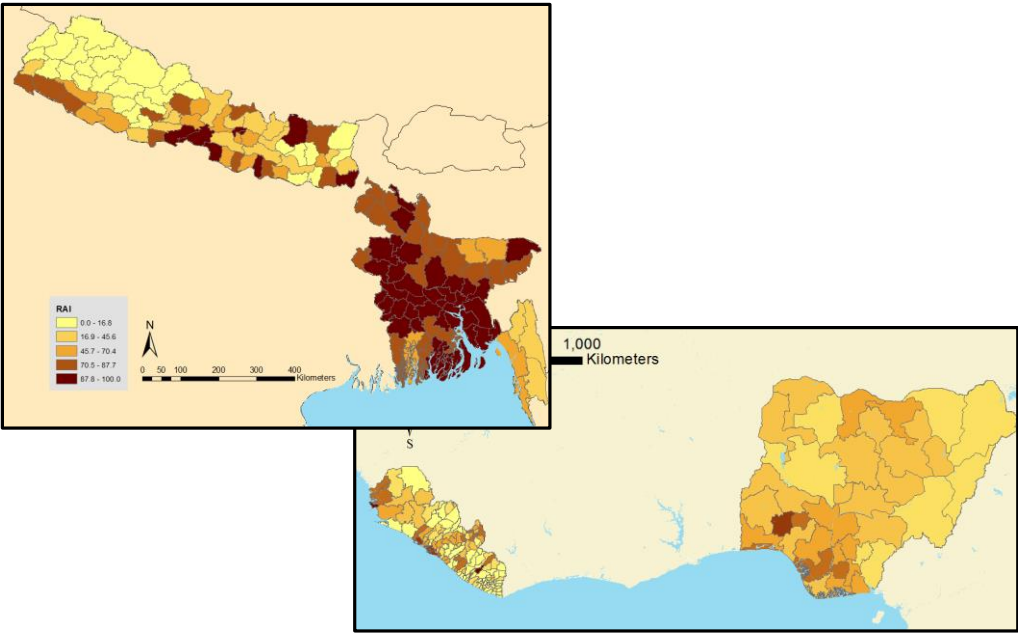 RAI
0.0 - 16.8
16.9 - 45.6
45.7 - 70.4
70.5 - 87.7
87.8 - 100.0
N
0 50 100 200 300 400
Kilometers
1,000
Kilometers
S